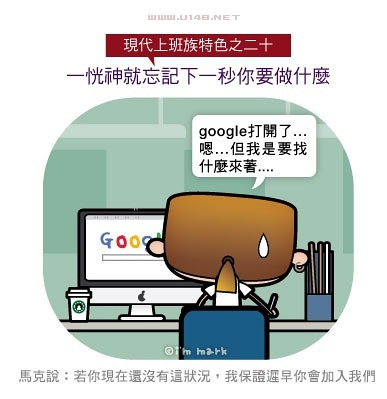 WWW.U148.NET
現代上班族特色之二十
一恍神就忘記下一秒你要做什麼
google打開了...
嗯...但我是要找
什麼來著....
Goog
©i'm mark
馬克說：若你現在還沒有這狀況，我保證遲早你會加入我們